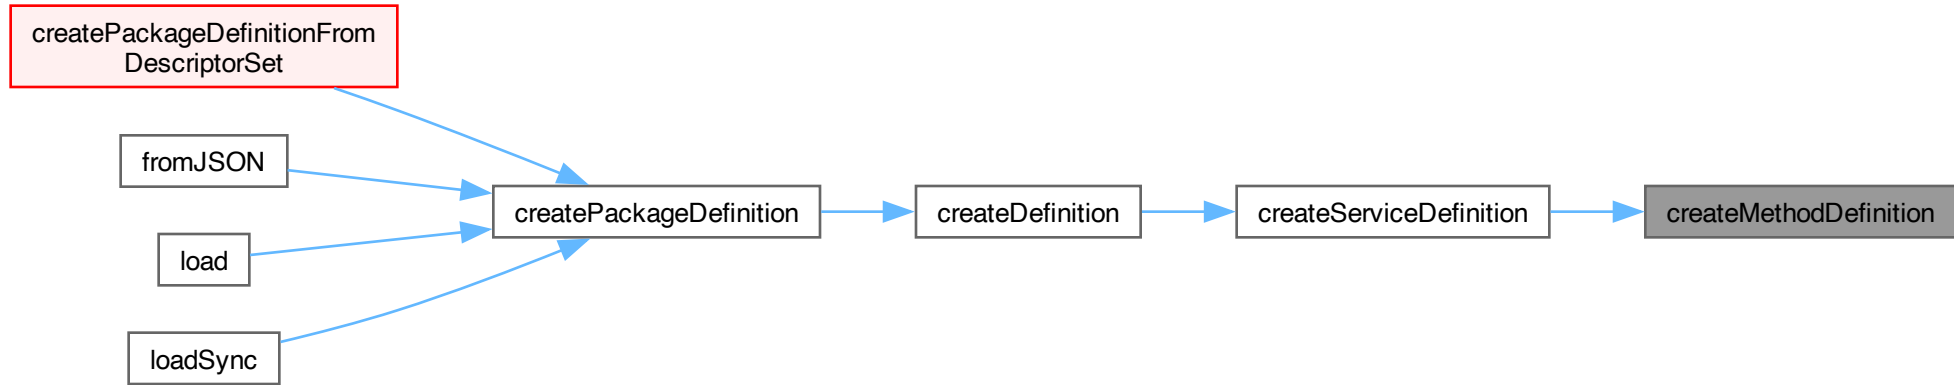 createPackageDefinitionFrom
DescriptorSet
fromJSON
load
loadSync
createPackageDefinition
createDefinition
createServiceDefinition
createMethodDefinition